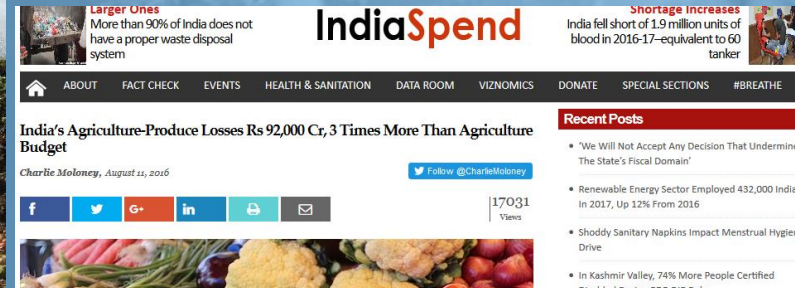 Larger Ones
More than 90% of India does not
have a proper waste disposal
system
IndiaSpend
Shortage Increases
India fell short of 1.9 million units of
blood in 2016-17–equivalent to 60
tanker
ABOUT FACT CHECK EVENTS HEALTH & SANITATION DATA ROOM VIZNOMICS DONATE SPECIAL SECTIONS #BREATHE
India's Agriculture-Produce Losses Rs 92,000 Cr, 3 Times More Than Agriculture
Budget
Charlie Moloney, August 11, 2016
Follow @CharlieMoloney
f G+ in
17031
Views
Recent Posts
'We Will Not Accept Any Decision That Undermine
The State's Fiscal Domain'
Renewable Energy Sector Employed 432,000 India
In 2017, Up 12% From 2016
Shoddy Sanitary Napkins Impact Menstrual Hygie
Drive
In Kashmir Valley, 74% More People Certified